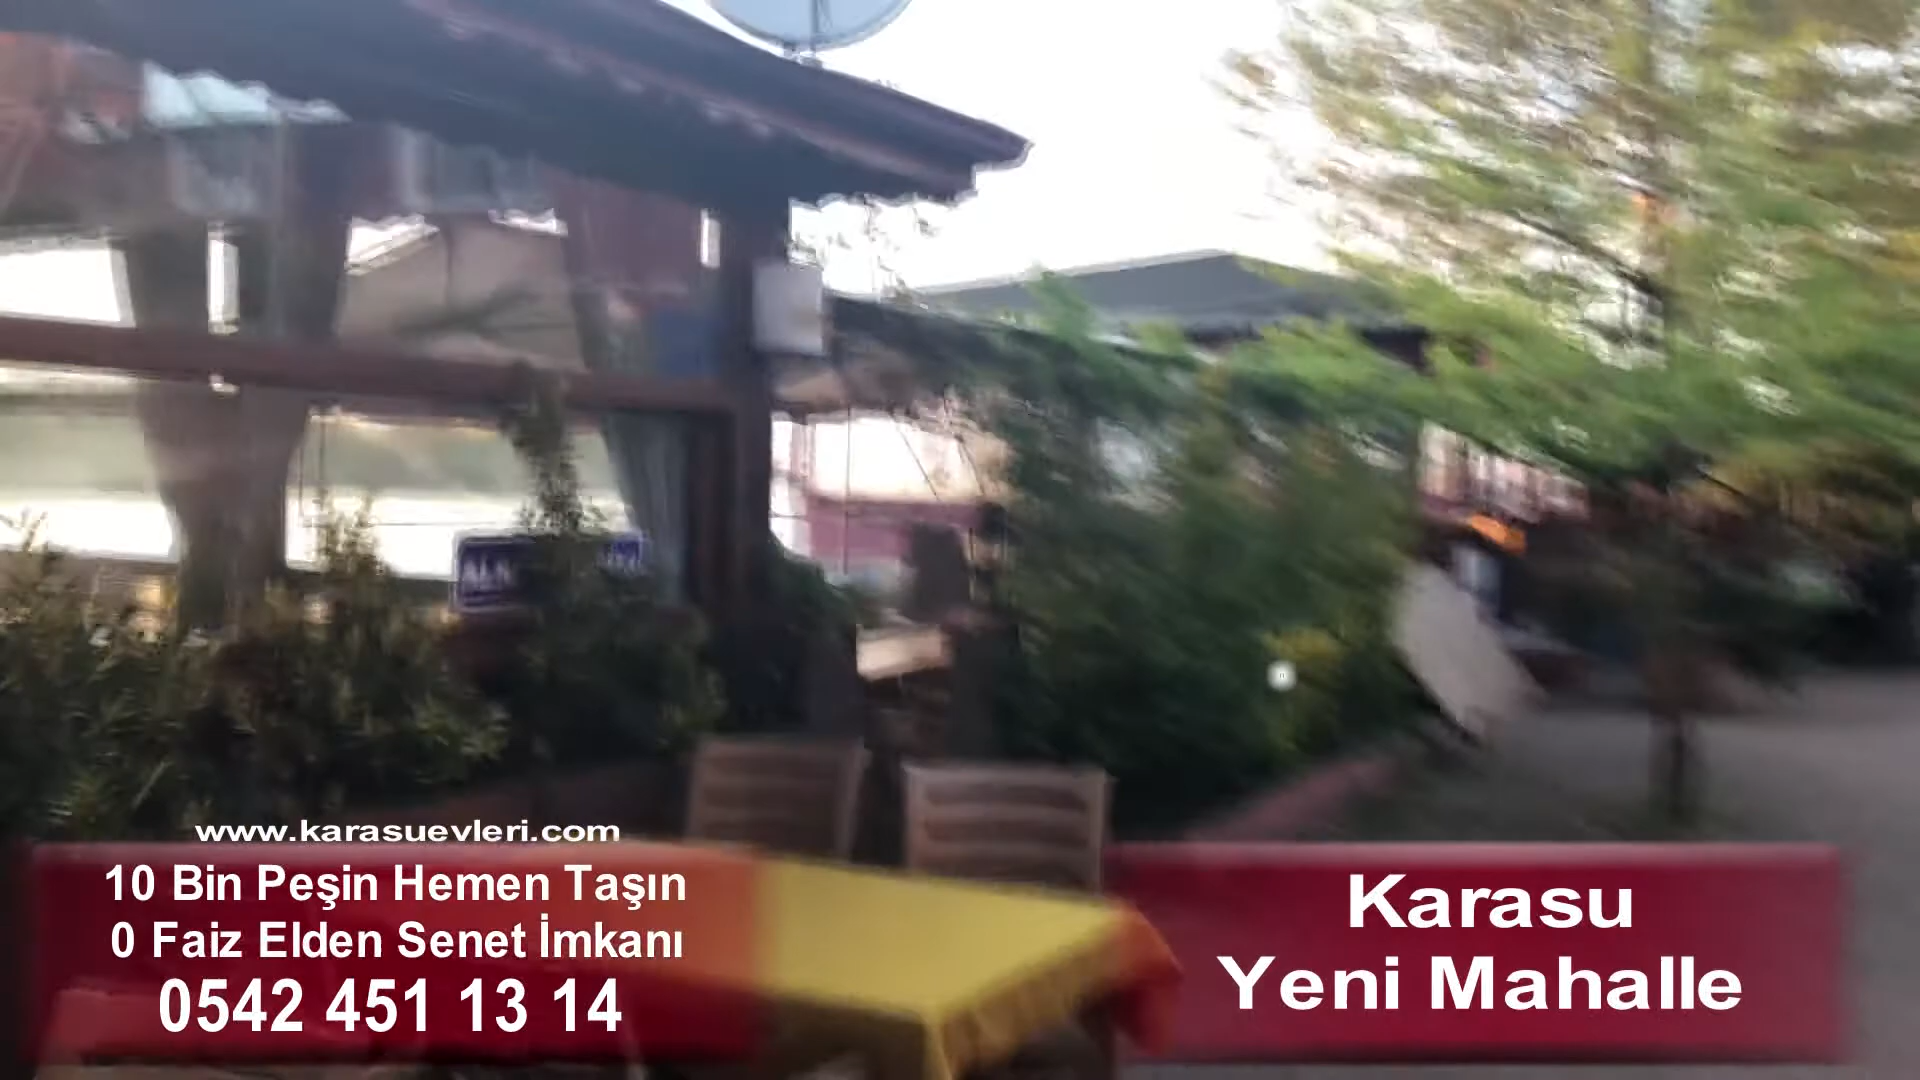 www.karasuevleri.com
10 Bin Peşin Hemen Taşın
0 Faiz Elden Senet İmkanı
0542 451 13 14
Karasu
Yeni Mahalle